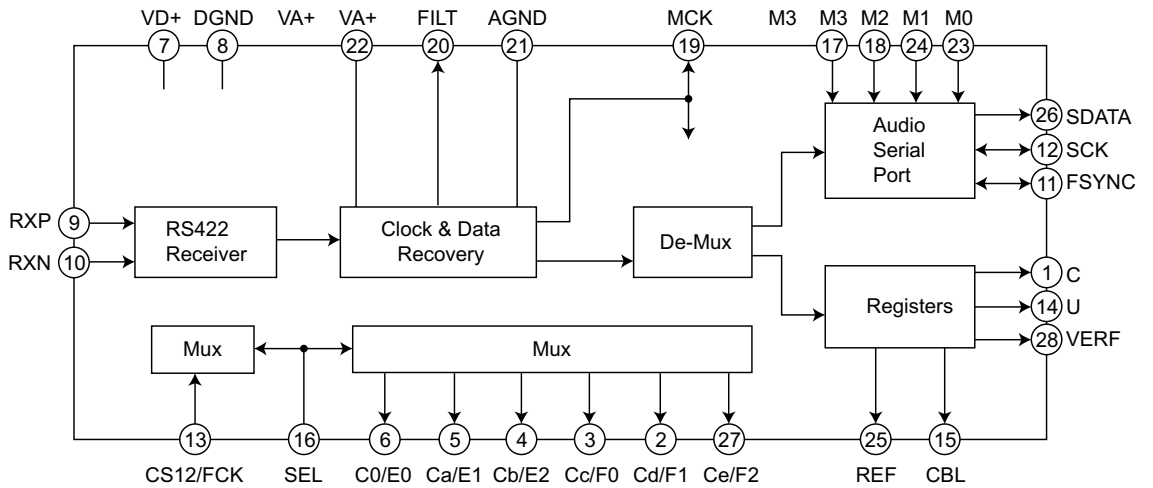 VD+ DGND VA+ VA+ FILT AGND MCK M3 M3 M2 M1 M0
7 8 22 20 21 19 17 18 24 23
Audio
Serial
Port
26 SDATA
12 SCK
11 FSYNC
RXP 9
RXN 10
RS422
Receiver
Clock & Data
Recovery
De-Mux
Registers
1 C
14 U
28 VERF
Mux
Mux
13 16 6 5 4 3 2 27 25 15
CS12/FCK SEL C0/E0 Ca/E1 Cb/E2 Cc/F0 Cd/F1 Ce/F2 REF CBL